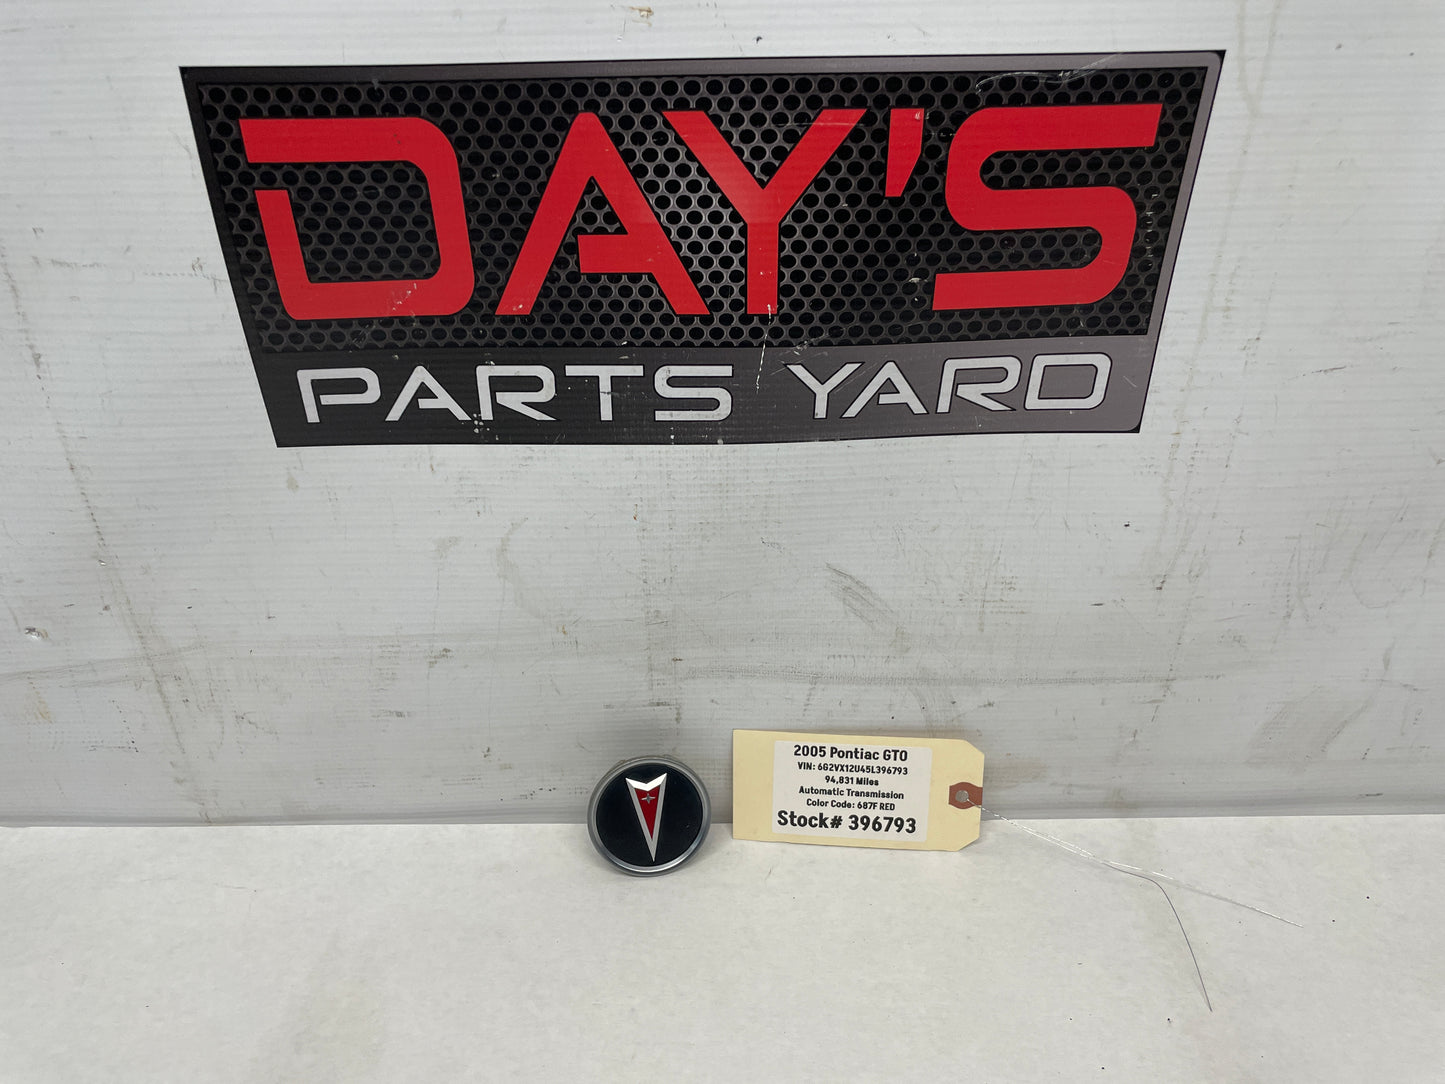 DAY'S
PARTS YARD
2005 Pontiac GTO
VIN: 6G2VX12U45L396793
94,831 Miles
Automatic Transmission
Color Code: 687F RED
Stock# 396793